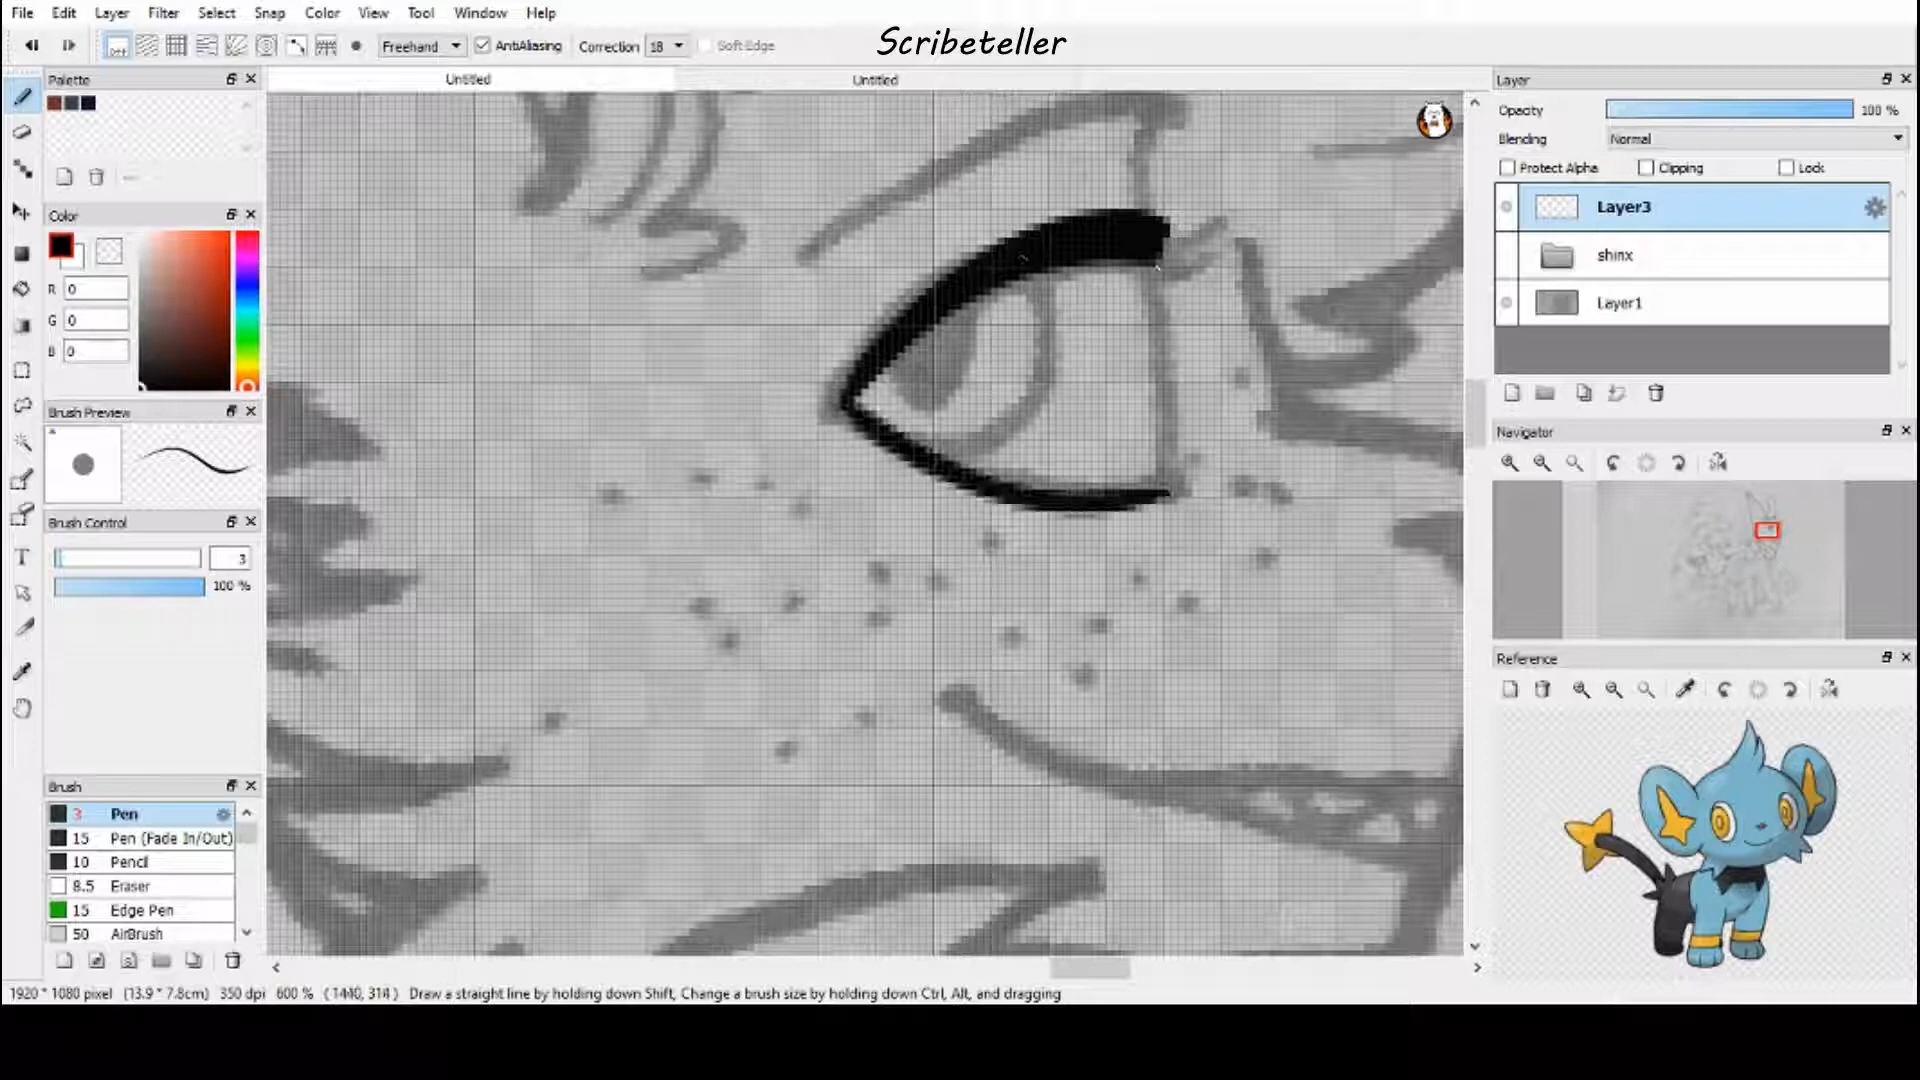 File Edit Layer Filter Select Snap Color View Tool Window Help
Scribeteller
Off Freehand AntiAliasing Correction 18 Soft Edge
Palette
Untitled Untitled
Layer
Opacity 100 %
Blending Normal
Protect Alpha Clipping Lock
Layer3
shinx
Layer1
Color
R 0
G 0
B 0
Brush Preview
Brush Control
3
100 %
T
Navigator
Reference
Brush
3 Pen
15 Pen (Fade In/Out)
10 Pencil
8.5 Eraser
15 Edge Pen
50 AirBrush
1920 * 1080 pixel (13.9 * 7.8cm) 350 dpi 600 % ( 1440, 314 ) Draw a straight line by holding down Shift, Change a brush size by holding down Ctrl, Alt, and dragging